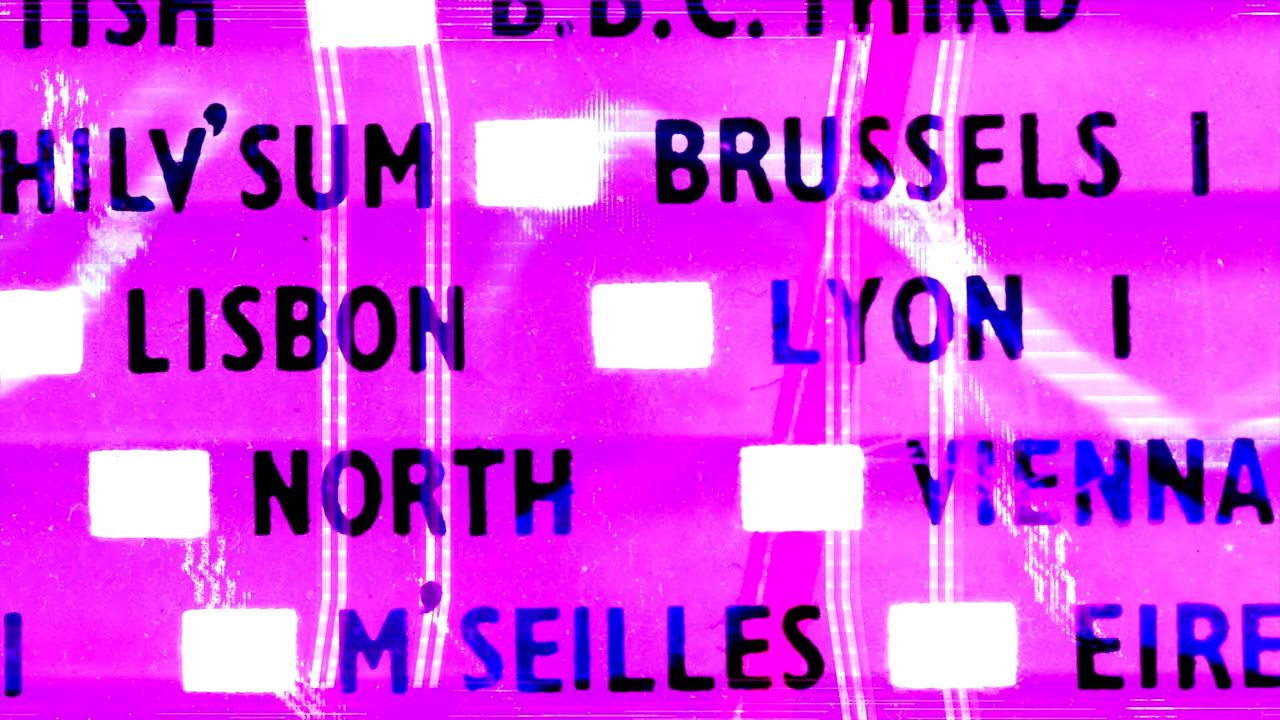 B.B.C. THIRD
HILV'SUM BRUSSELS I
LISBON LYON I
NORTH VIENNA
I M'SEILLES EIRE